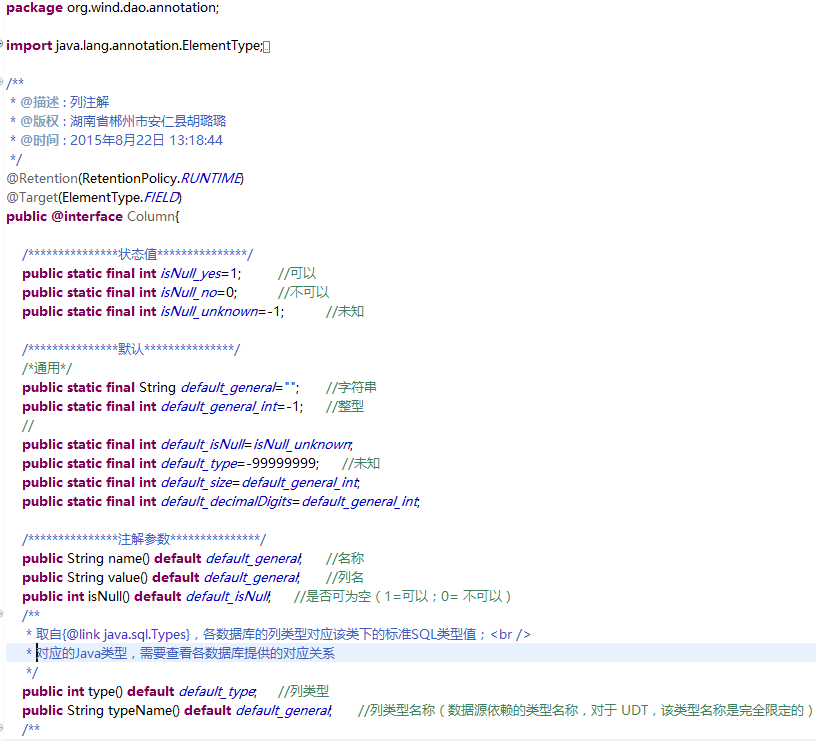 package org.wind.dao.annotation;
import java.lang.annotation.ElementType;
/**
* @描述 : 列注解
* @版权 : 湖南省郴州市安仁县胡璐璐
* @时间 : 2015年8月22日 13:18:44
*/
@Retention(RetentionPolicy.RUNTIME)
@Target(ElementType.FIELD)
public @interface Column{
/***************状态值***************/
public static final int isNull_yes=1; //可以
public static final int isNull_no=0; //不可以
public static final int isNull_unknown=-1; //未知
/***************默认***************/
/*通用*/
public static final String default_general=""; //字符串
public static final int default_general_int=-1; //整型
//
public static final int default_isNull=isNull_unknown;
public static final int default_type=-99999999; //未知
public static final int default_size=default_general_int;
public static final int default_decimalDigits=default_general_int;
/***************注解参数***************/
public String name() default default_general; //名称
public String value() default default_general; //列名
public int isNull() default default_isNull; //是否可为空（1=可以；0= 不可以）
/**
* 取自{@link java.sql.Types}，各数据库的列类型对应该类下的标准SQL类型值；<br />
* 对应的Java类型，需要查看各数据库提供的对应关系
*/
public int type() default default_type; //列类型
public String typeName() default default_general; //列类型名称（数据源依赖的类型名称，对于 UDT，该类型名称是完全限定的）
/**